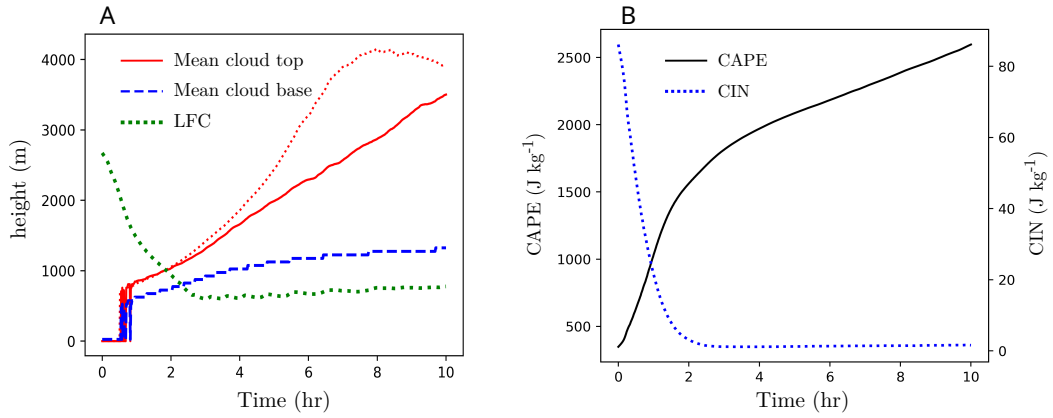 A
Mean cloud top
Mean cloud base
LFC
4000
3000
2000
1000
0
height (m)
0 2 4 6 8 10
Time (hr)
B
CAPE
CIN
2500
2000
1500
1000
500
CAPE (J kg-1)
80
60
40
20
0
CIN (J kg-1)
0 2 4 6 8 10
Time (hr)